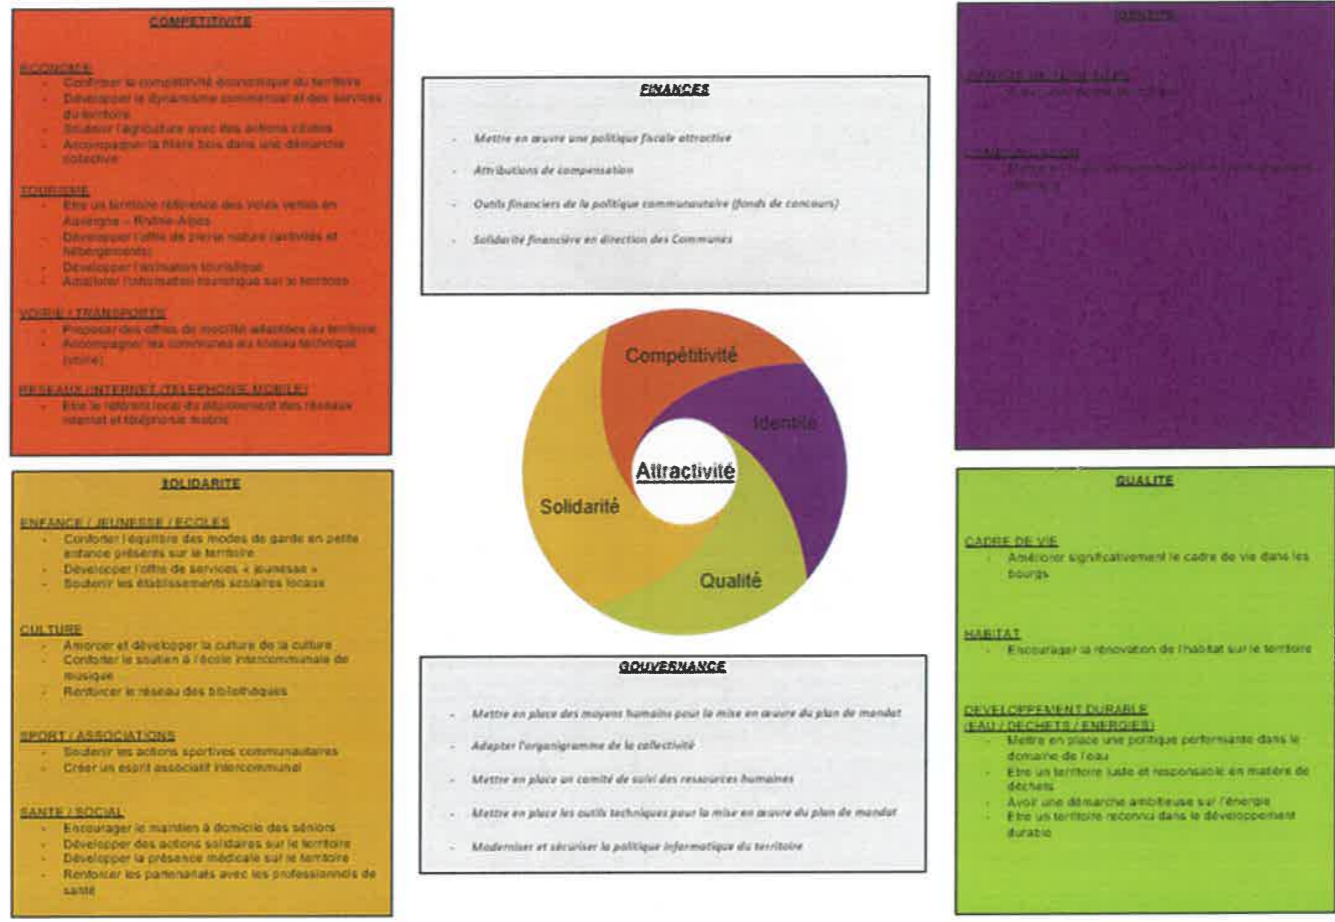 COMPETITIVITE
ECONOMIE
- Confirmer la compétitivité économique du territoire
- Développer le dynamisme commercial et des services
du territoire
- Soutenir l'agriculture avec des actions ciblées
- Accompagner la filière bois dans une démarche
collective
TOURISME
- Etre un territoire référence des voies vertes en
Auvergne – Rhône-Alpes
- Développer l'offre de pleine nature (activités et
hébergements)
- Développer l'animation touristique
- Améliorer l'information touristique sur le territoire
VOIRIE / TRANSPORTS
- Proposer des offres de mobilité adaptées au territoire
- Accompagner les communes au niveau technique
(voirie)
RESEAUX (INTERNET (TELEPHONIE MOBILE)
- Etre le référent local du déploiement des réseaux
internet et téléphonie mobile
SOLIDARITE
ENFANCE / JEUNESSE / ECOLES
- Conforter l'équilibre des modes de garde en petite
enfance présents sur le territoire
- Développer l'offre de services « jeunesse »
- Soutenir les établissements scolaires locaux
CULTURE
- Amorcer et développer la culture de la culture
- Conforter le soutien à l'école intercommunale de
musique
- Renforcer le réseau des bibliothèques
SPORT / ASSOCIATIONS
- Soutenir les actions sportives communautaires
- Créer un esprit associatif intercommunal
SANTE / SOCIAL
- Encourager le maintien à domicile des séniors
- Développer des actions solidaires sur le territoire
- Développer la présence médicale sur le territoire
- Renforcer les partenariats avec les professionnels de
santé
FINANCES
- Mettre en œuvre une politique fiscale attractive
- Attributions de compensation
- Outils financiers de la politique communautaire (fonds de concours)
- Solidarité financière en direction des Communes
Compétitivité
Identité
Attractivité
Solidarité
Qualité
GOUVERNANCE
- Mettre en place des moyens humains pour la mise en œuvre du plan de mandat
- Adapter l'organigramme de la collectivité
- Mettre en place un comité de suivi des ressources humaines
- Mettre en place les outils techniques pour la mise en œuvre du plan de mandat
- Moderniser et sécuriser la politique informatique du territoire
IDENTITE
QUALITE
CADRE DE VIE
- Améliorer significativement le cadre de vie dans les
bourgs
HABITAT
- Encourager la rénovation de l'habitat sur le territoire
DEVELOPPEMENT DURABLE
(EAU / DECHETS / ENERGIES)
- Mettre en place une politique performante dans le
domaine de l'eau
- Etre un territoire juste et responsable en matière de
déchets
- Avoir une démarche ambitieuse sur l'énergie
- Etre un territoire reconnu dans le développement
durable